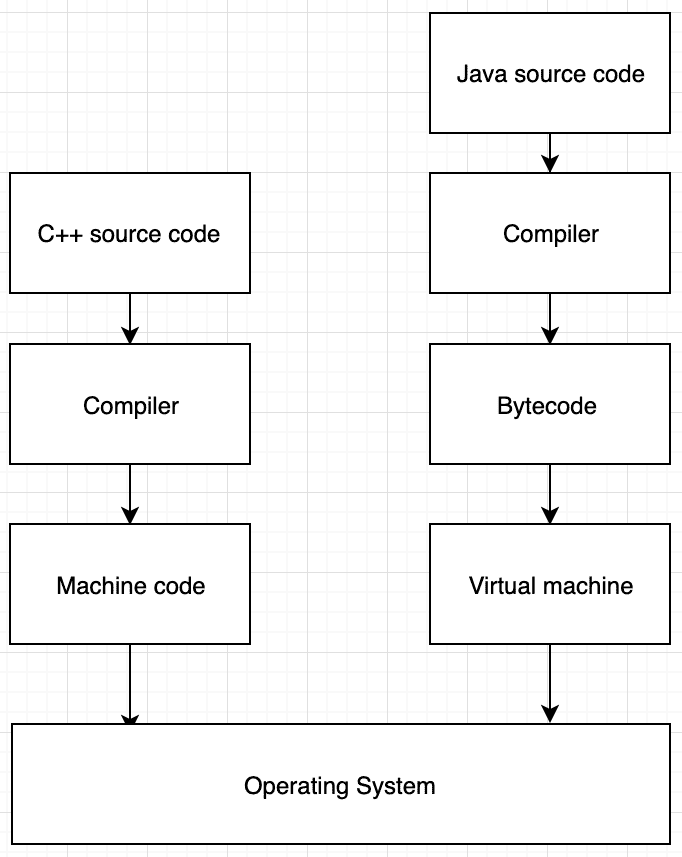 Java source code
C++ source code
Compiler
Compiler
Bytecode
Machine code
Virtual machine
Operating System